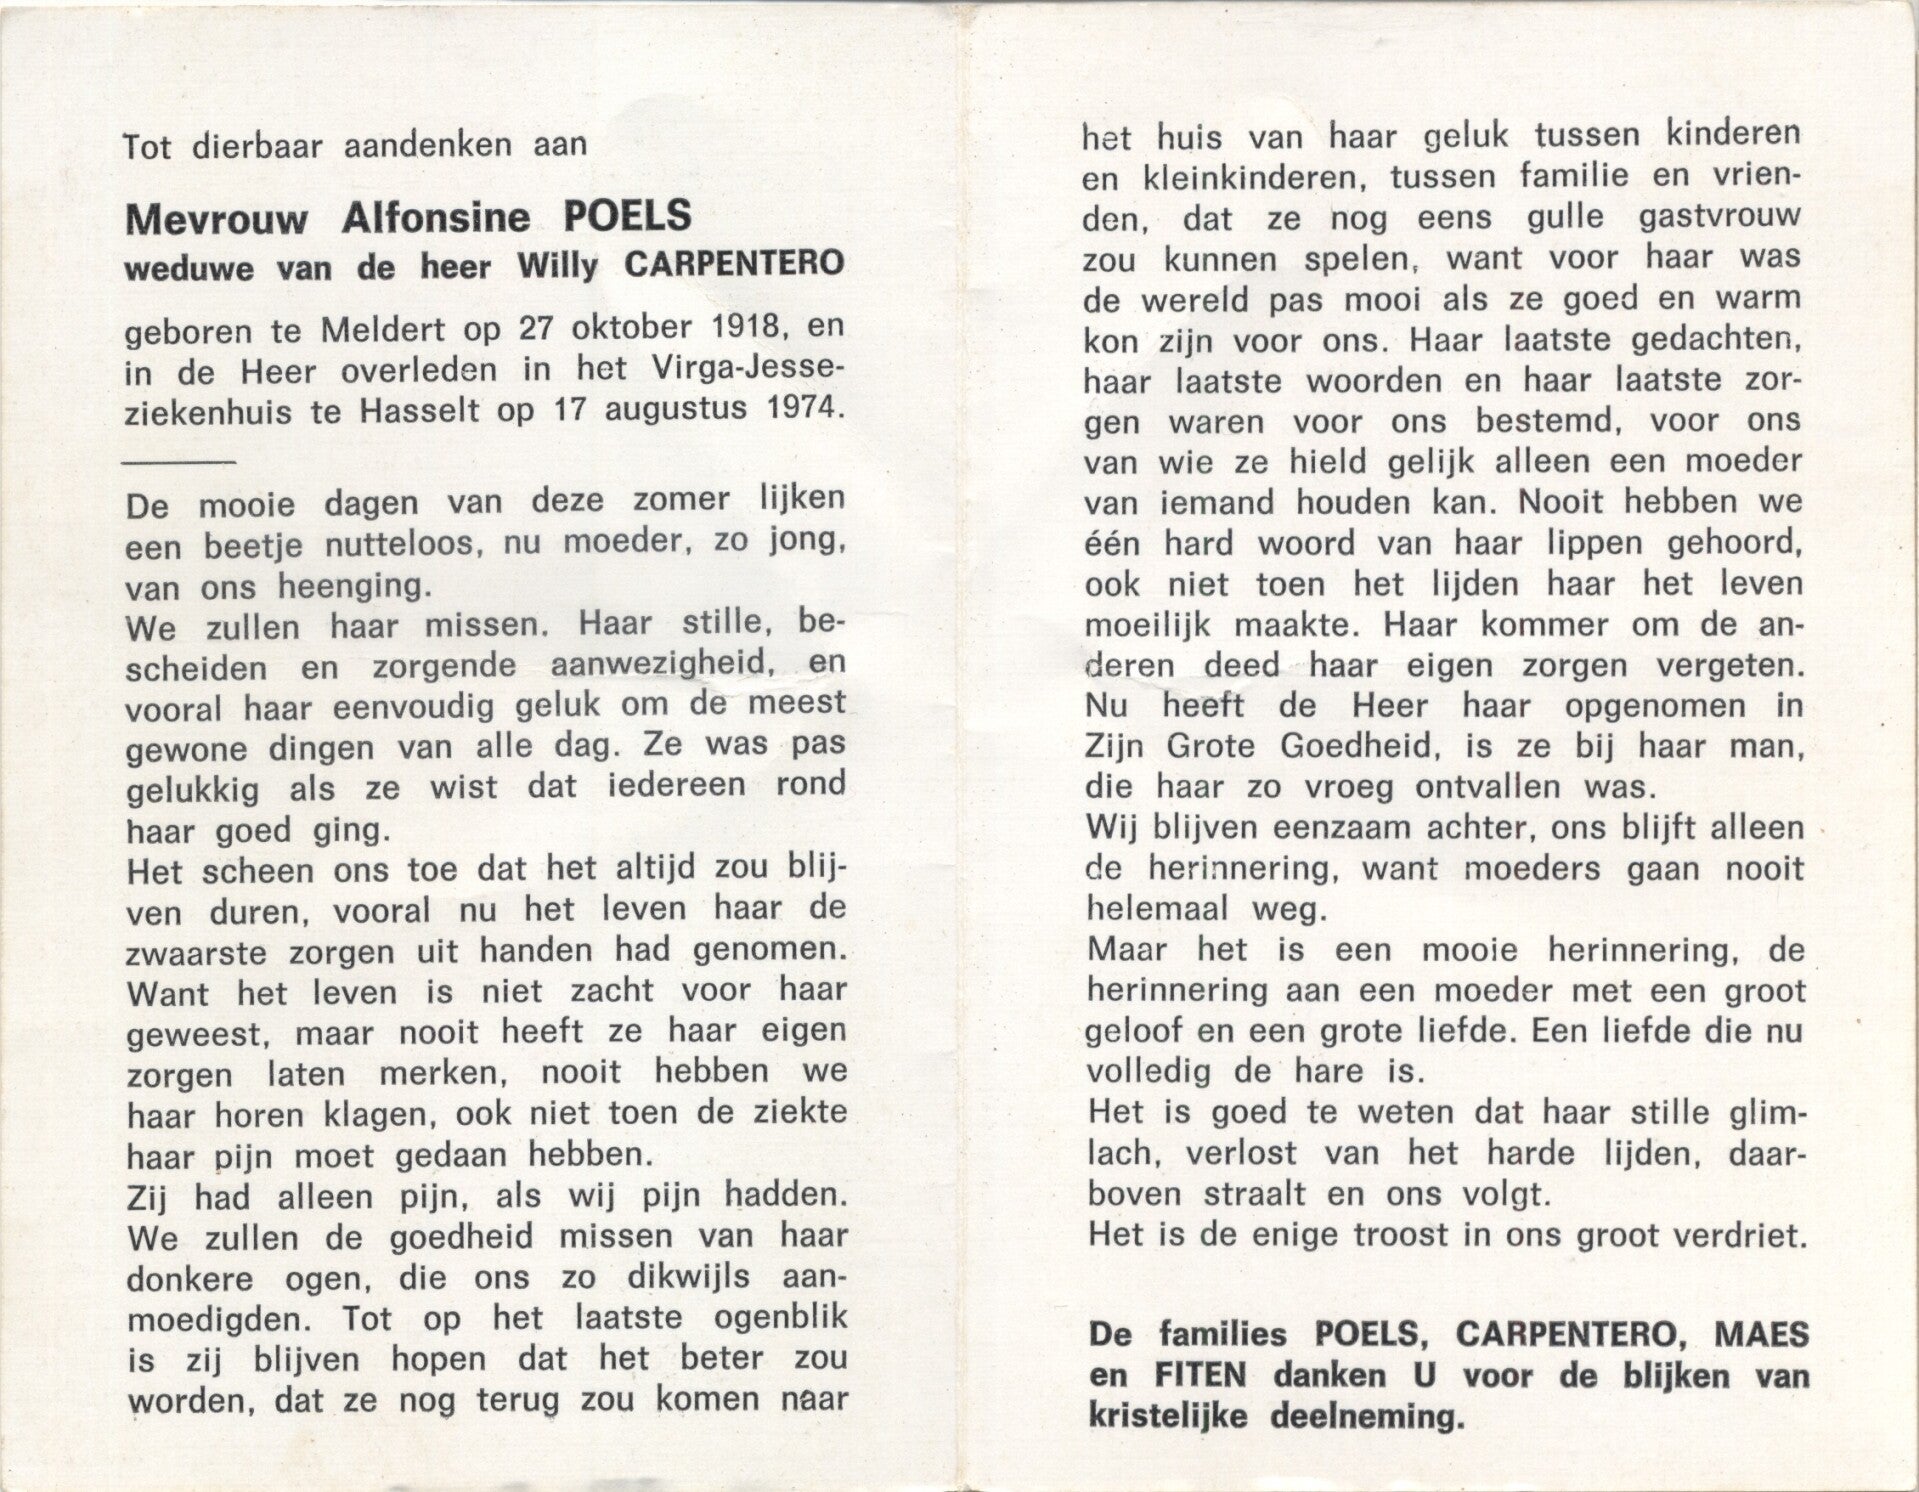 Tot dierbaar aandenken aan
Mevrouw Alfonsine POELS
weduwe van de heer Willy CARPENTERO
geboren te Meldert op 27 oktober 1918, en
in de Heer overleden in het Virga-Jesse-
ziekenhuis te Hasselt op 17 augustus 1974.
De mooie dagen van deze zomer lijken
een beetje nutteloos, nu moeder, zo jong,
van ons heenging.
We zullen haar missen. Haar stille, be-
scheiden en zorgende aanwezigheid, en
vooral haar eenvoudig geluk om de meest
gewone dingen van alle dag. Ze was pas
gelukkig als ze wist dat iedereen rond
haar goed ging.
Het scheen ons toe dat het altijd zou blij-
ven duren, vooral nu het leven haar de
zwaarste zorgen uit handen had genomen.
Want het leven is niet zacht voor haar
geweest, maar nooit heeft ze haar eigen
zorgen laten merken, nooit hebben we
haar horen klagen, ook niet toen de ziekte
haar pijn moet gedaan hebben.
Zij had alleen pijn, als wij pijn hadden.
We zullen de goedheid missen van haar
donkere ogen, die ons zo dikwijls aan-
moedigden. Tot op het laatste ogenblik
is zij blijven hopen dat het beter zou
worden, dat ze nog terug zou komen naar
het huis van haar geluk tussen kinderen
en kleinkinderen, tussen familie en vrien-
den, dat ze nog eens gulle gastvrouw
zou kunnen spelen, want voor haar was
de wereld pas mooi als ze goed en warm
kon zijn voor ons. Haar laatste gedachten,
haar laatste woorden en haar laatste zor-
gen waren voor ons bestemd, voor ons
van wie ze hield gelijk alleen een moeder
van iemand houden kan. Nooit hebben we
één hard woord van haar lippen gehoord,
ook niet toen het lijden haar het leven
moeilijk maakte. Haar kommer om de an-
deren deed haar eigen zorgen vergeten.
Nu heeft de Heer haar opgenomen in
Zijn Grote Goedheid, is ze bij haar man,
die haar zo vroeg ontvallen was.
Wij blijven eenzaam achter, ons blijft alleen
de herinnering, want moeders gaan nooit
helemaal weg.
Maar het is een mooie herinnering, de
herinnering aan een moeder met een groot
geloof en een grote liefde. Een liefde die nu
volledig de hare is.
Het is goed te weten dat haar stille glim-
lach, verlost van het harde lijden, daar-
boven straalt en ons volgt.
Het is de enige troost in ons groot verdriet.
De families POELS, CARPENTERO, MAES
en FITEN danken U voor de blijken van
kristelijke deelneming.